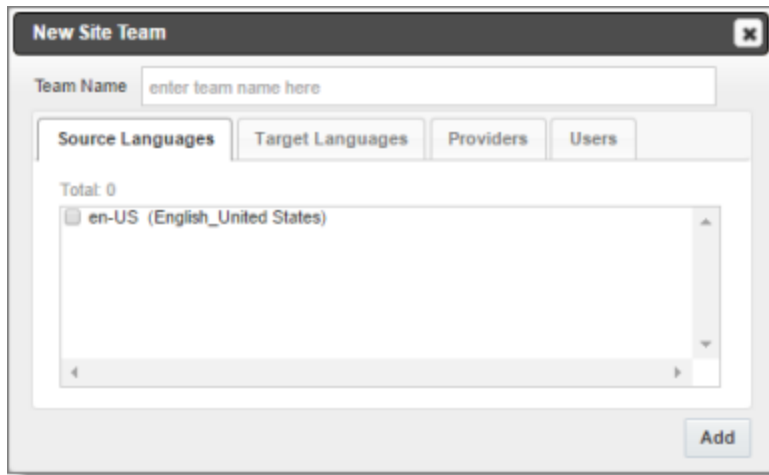 New Site Team
Team Name enter team name here
Source Languages Target Languages Providers Users
Total: 0
en-US (English_United States)
Add